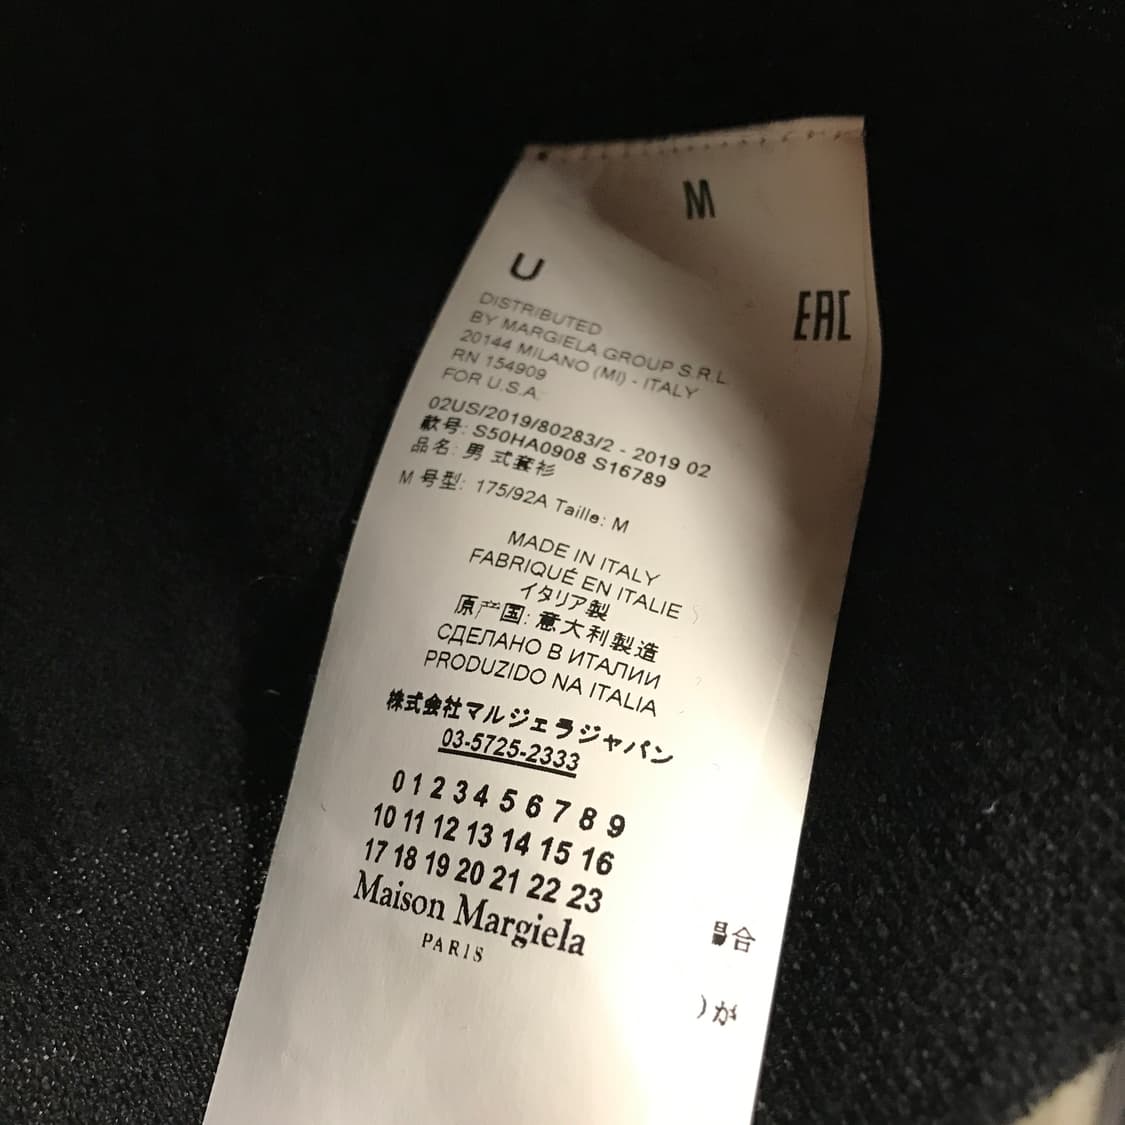 M
U
EAC
DISTRIBUTED
BY MARGIELA GROUP S.R.L.
20144 MILANO (MI) - ITALY
RN 154909
FOR U.S.A.
02US/2019/80283/2 - 2019 02
款号: S50HA0908 S16789
品名: 男式套衫
M 号型: 175/92A Taille: M
MADE IN ITALY
FABRIQUÉ EN ITALIE
イタリア製
原产国: 意大利製造
СДЕЛАНО В ИТАЛИИ
PRODUZIDO NA ITALIA
株式会社マルジェラジャパン
03-5725-2333
0 1 2 3 4 5 6 7 8 9
10 11 12 13 14 15 16
17 18 19 20 21 22 23
Maison Margiela
PARIS
合
)が